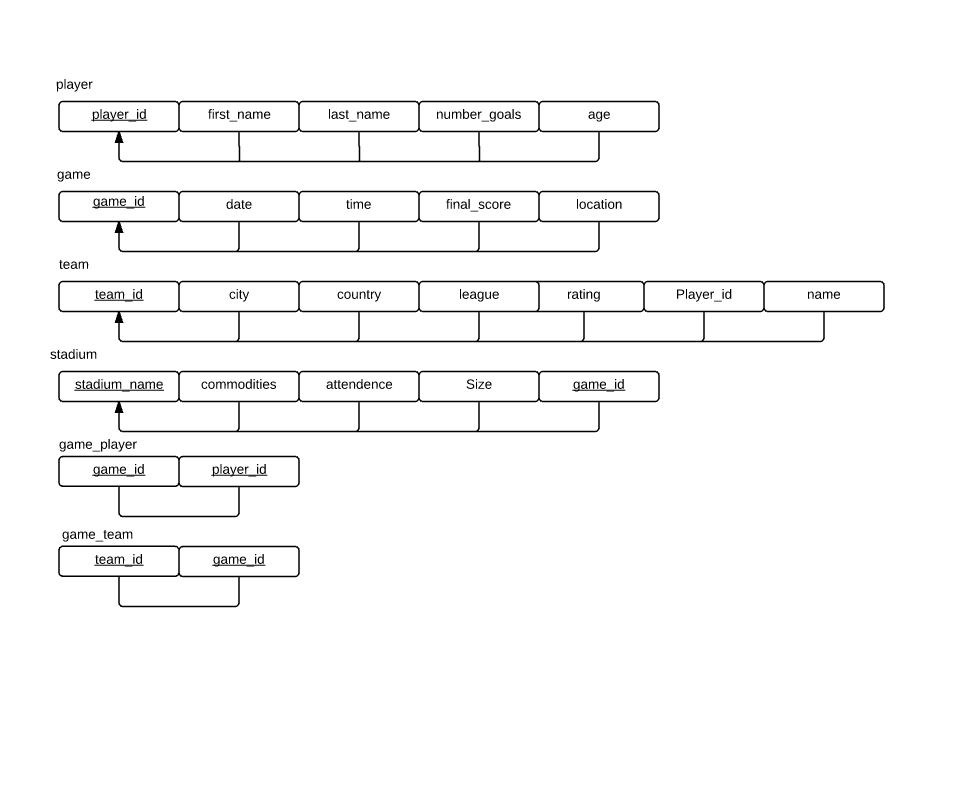 player
player_id first_name last_name number_goals age
game
game_id date time final_score location
team
team_id city country league rating Player_id name
stadium
stadium_name commodities attendence Size game_id
game_player
game_id player_id
game_team
team_id game_id